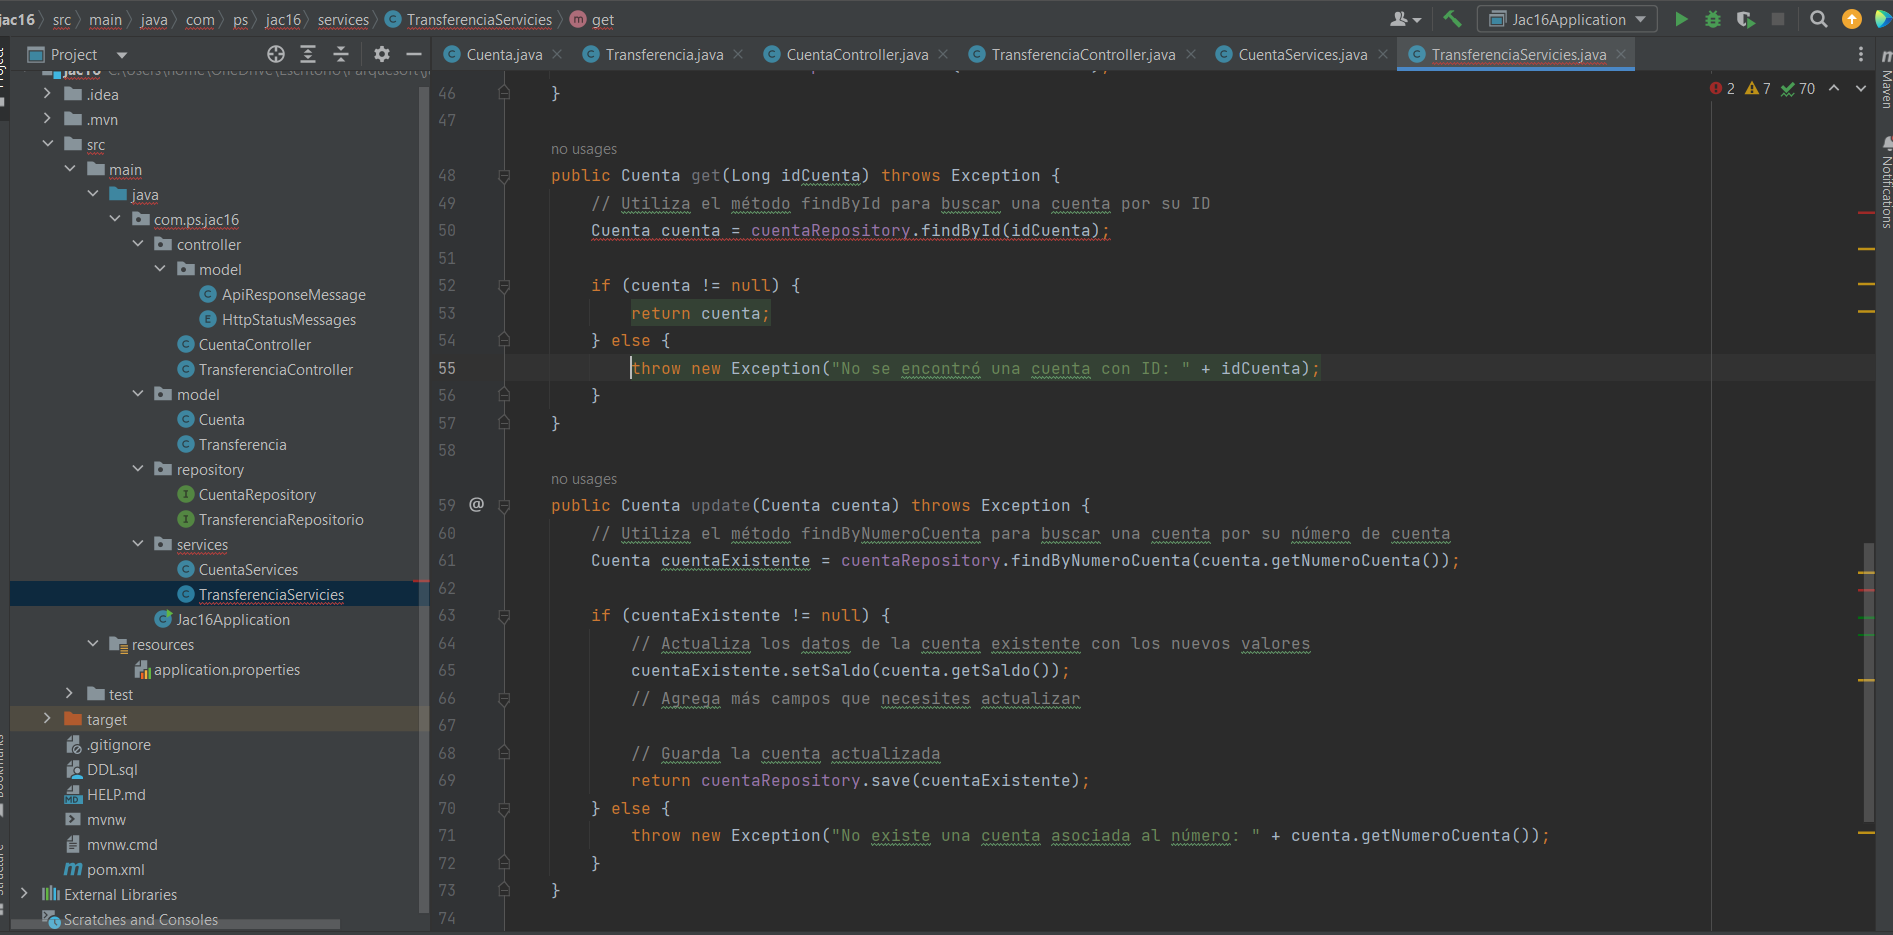 jac16 src main java com ps jac16 services TransferenciaServicies get
Jac16Application
Project
Cuenta.java
Transferencia.java
CuentaController.java
TransferenciaController.java
CuentaServices.java
TransferenciaServicies.java
jac16
.idea
.mvn
src
main
java
com.ps.jac16
controller
model
ApiResponseMessage
HttpStatusMessages
CuentaController
TransferenciaController
model
Cuenta
Transferencia
repository
CuentaRepository
TransferenciaRepositorio
services
CuentaServices
TransferenciaServicies
Jac16Application
resources
application.properties
test
target
.gitignore
DDL.sql
HELP.md
mvnw
mvnw.cmd
pom.xml
External Libraries
Scratches and Consoles
2 7 70
46 }
47
no usages
48 public Cuenta get(Long idCuenta) throws Exception {
49 // Utiliza el método findById para buscar una cuenta por su ID
50 Cuenta cuenta = cuentaRepository.findById(idCuenta);
51
52 if (cuenta != null) {
53 return cuenta;
54 } else {
55 throw new Exception("No se encontró una cuenta con ID: " + idCuenta);
56 }
57 }
58
no usages
59 @ public Cuenta update(Cuenta cuenta) throws Exception {
60 // Utiliza el método findByNumeroCuenta para buscar una cuenta por su número de cuenta
61 Cuenta cuentaExistente = cuentaRepository.findByNumeroCuenta(cuenta.getNumeroCuenta());
62
63 if (cuentaExistente != null) {
64 // Actualiza los datos de la cuenta existente con los nuevos valores
65 cuentaExistente.setSaldo(cuenta.getSaldo());
66 // Agrega más campos que necesites actualizar
67
68 // Guarda la cuenta actualizada
69 return cuentaRepository.save(cuentaExistente);
70 } else {
71 throw new Exception("No existe una cuenta asociada al número: " + cuenta.getNumeroCuenta());
72 }
73 }
74
Maven
Notifications